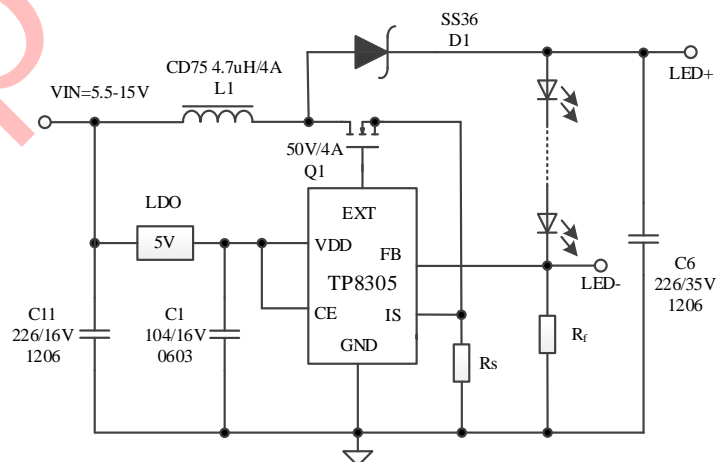 SS36
D1
CD75 4.7uH/4A
L1
VIN=5.5-15V
LED+
50V/4A
Q1
LDO
5V
EXT
VDD
FB
TP8305
CE
IS
GND
LED-
C6
226/35V
1206
C11
226/16V
1206
C1
104/16V
0603
Rs
Rf